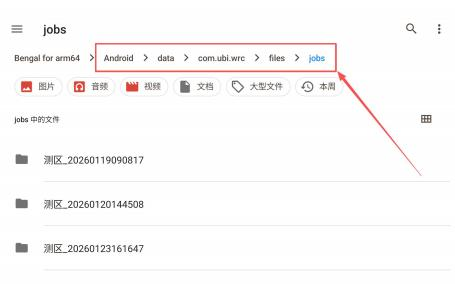 jobs
Bengal for arm64 > Android > data > com.ubi.wrc > files > jobs
图片 音频 视频 文档 大型文件 本周
jobs 中的文件
测区_20260119090817
测区_20260120144508
测区_20260123161647